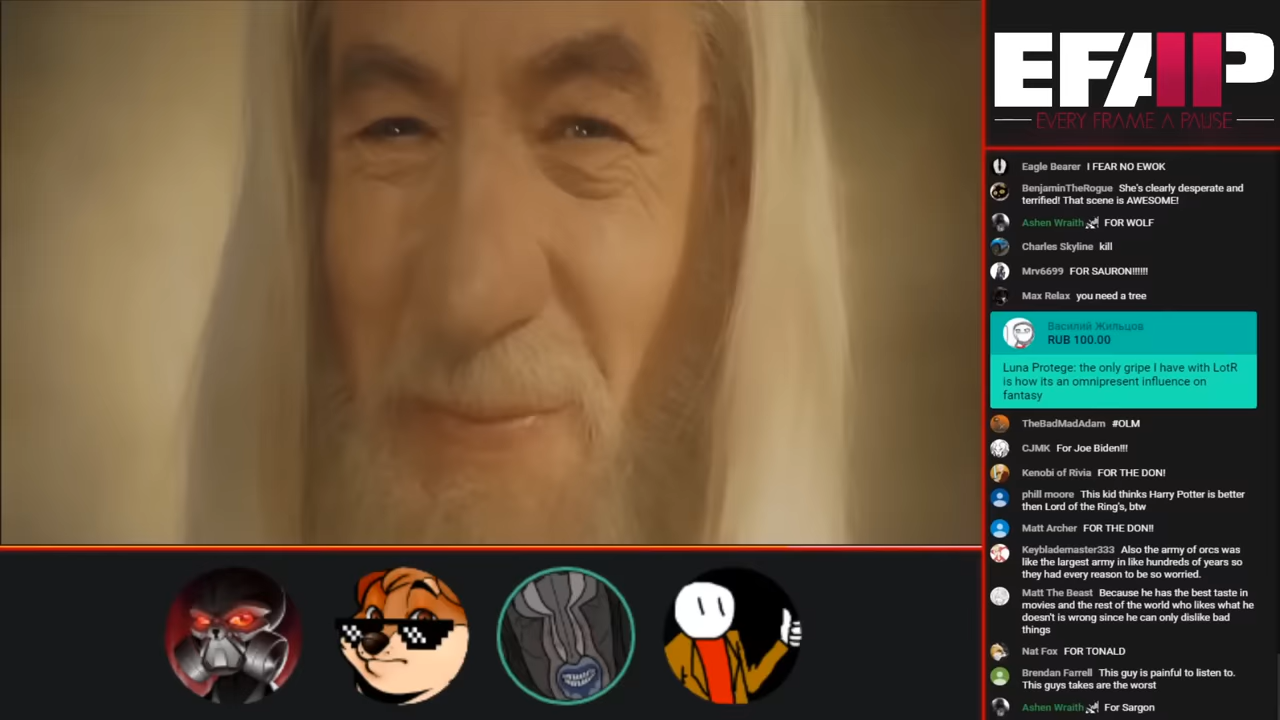 EFAP
EVERY FRAME A PAUSE
Eagle Bearer I FEAR NO EWOK
BenjaminTheRogue She's clearly desperate and
terrified! That scene is AWESOME!
Ashen Wraith FOR WOLF
Charles Skyline kill
Mrv6699 FOR SAURON!!!!!!
Max Relax you need a tree
Василий Жильцов
RUB 100.00
Luna Protege: the only gripe I have with LotR
is how its an omnipresent influence on
fantasy
TheBadMadAdam #OLM
CJMK For Joe Biden!!!
Kenobi of Rivia FOR THE DON!
phill moore This kid thinks Harry Potter is better
then Lord of the Ring's, btw
Matt Archer FOR THE DON!!
Keyblademaster333 Also the army of orcs was
like the largest army in like hundreds of years so
they had every reason to be so worried.
Matt The Beast Because he has the best taste in
movies and the rest of the world who likes what he
doesn't is wrong since he can only dislike bad
things
Nat Fox FOR TONALD
Brendan Farrell This guy is painful to listen to.
This guys takes are the worst
Ashen Wraith For Sargon